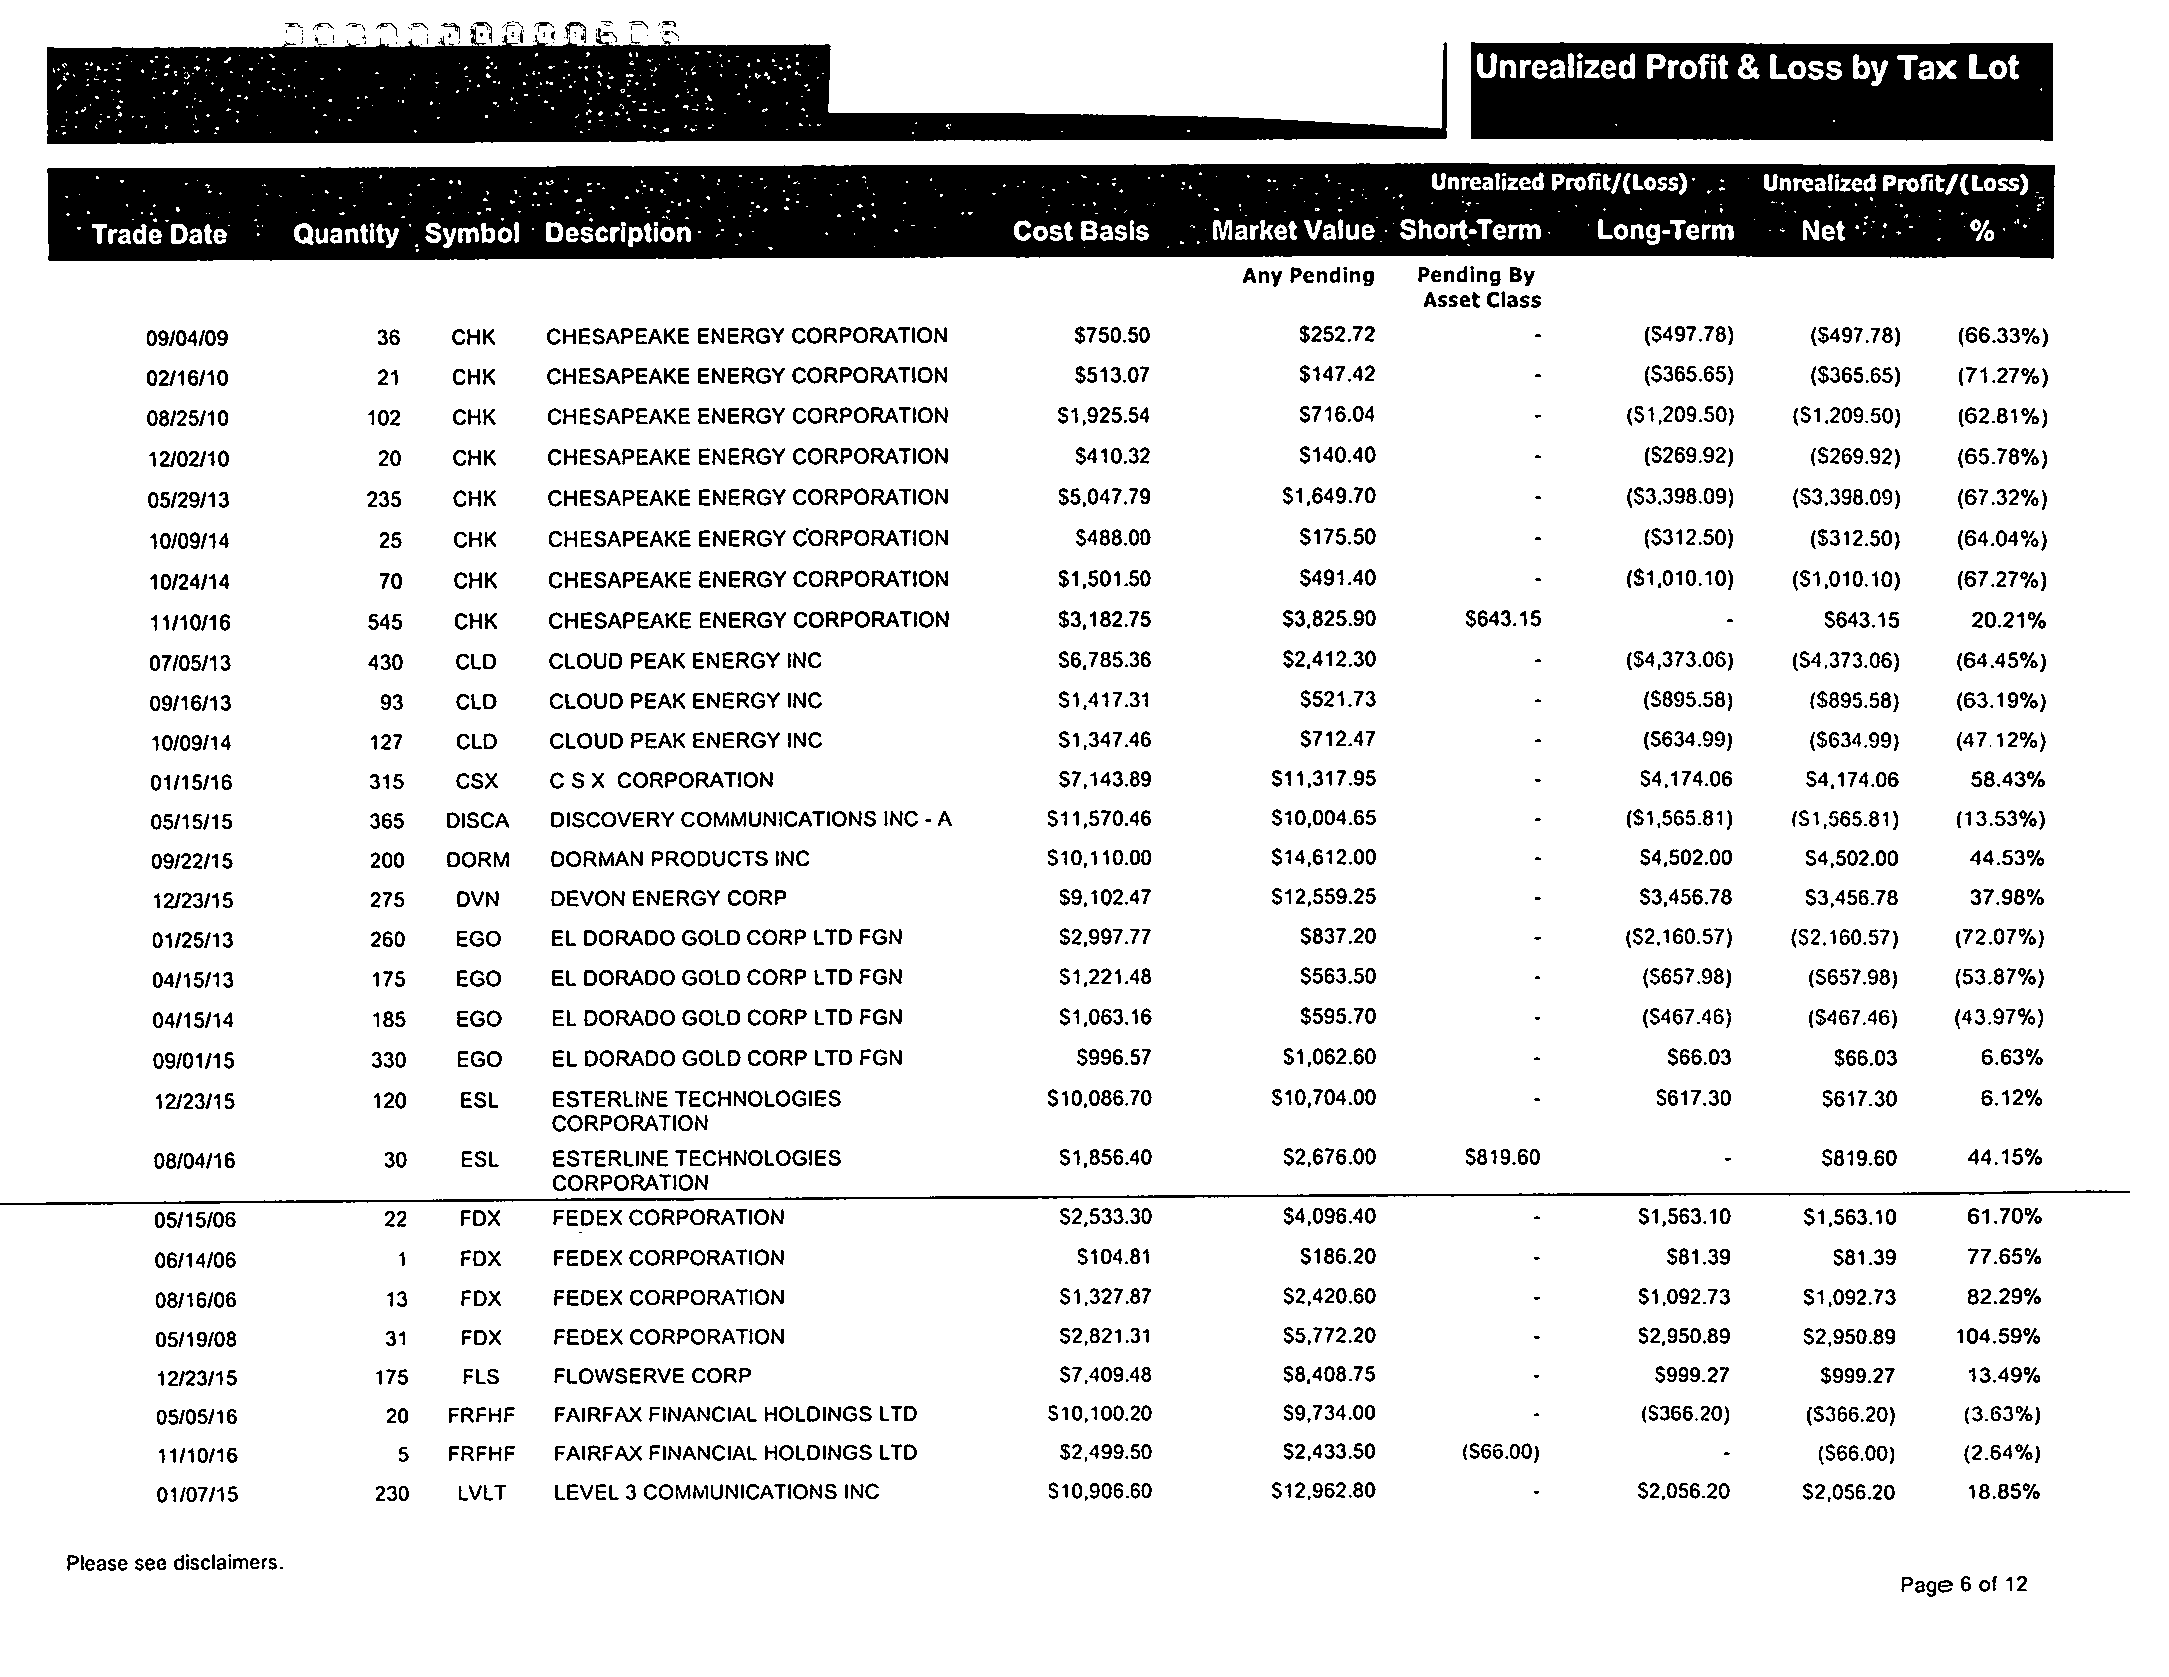 Unrealized Profit & Loss by Tax Lot
Unrealized Profit/(Loss) Unrealized Profit/(Loss)
Trade Date Quantity Symbol Description Cost Basis Market Value Short-Term Long-Term Net %
Any Pending Pending By
Asset Class
09/04/09 36 CHK CHESAPEAKE ENERGY CORPORATION $750.50 $252.72 - ($497.78) ($497.78) (66.33%)
02/16/10 21 CHK CHESAPEAKE ENERGY CORPORATION $513.07 $147.42 - ($365.65) ($365.65) (71.27%)
08/25/10 102 CHK CHESAPEAKE ENERGY CORPORATION $1,925.54 $716.04 - ($1,209.50) ($1,209.50) (62.81%)
12/02/10 20 CHK CHESAPEAKE ENERGY CORPORATION $410.32 $140.40 - ($269.92) ($269.92) (65.78%)
05/29/13 235 CHK CHESAPEAKE ENERGY CORPORATION $5,047.79 $1,649.70 - ($3,398.09) ($3,398.09) (67.32%)
10/09/14 25 CHK CHESAPEAKE ENERGY CORPORATION $488.00 $175.50 - ($312.50) ($312.50) (64.04%)
10/24/14 70 CHK CHESAPEAKE ENERGY CORPORATION $1,501.50 $491.40 - ($1,010.10) ($1,010.10) (67.27%)
11/10/16 545 CHK CHESAPEAKE ENERGY CORPORATION $3,182.75 $3,825.90 $643.15 - $643.15 20.21%
07/05/13 430 CLD CLOUD PEAK ENERGY INC $6,785.36 $2,412.30 - ($4,373.06) ($4,373.06) (64.45%)
09/16/13 93 CLD CLOUD PEAK ENERGY INC $1,417.31 $521.73 - ($895.58) ($895.58) (63.19%)
10/09/14 127 CLD CLOUD PEAK ENERGY INC $1,347.46 $712.47 - ($634.99) ($634.99) (47.12%)
01/15/16 315 CSX C S X CORPORATION $7,143.89 $11,317.95 - $4,174.06 $4,174.06 58.43%
05/15/15 365 DISCA DISCOVERY COMMUNICATIONS INC - A $11,570.46 $10,004.65 - ($1,565.81) ($1,565.81) (13.53%)
09/22/15 200 DORM DORMAN PRODUCTS INC $10,110.00 $14,612.00 - $4,502.00 $4,502.00 44.53%
12/23/15 275 DVN DEVON ENERGY CORP $9,102.47 $12,559.25 - $3,456.78 $3,456.78 37.98%
01/25/13 260 EGO EL DORADO GOLD CORP LTD FGN $2,997.77 $837.20 - ($2,160.57) ($2,160.57) (72.07%)
04/15/13 175 EGO EL DORADO GOLD CORP LTD FGN $1,221.48 $563.50 - ($657.98) ($657.98) (53.87%)
04/15/14 185 EGO EL DORADO GOLD CORP LTD FGN $1,063.16 $595.70 - ($467.46) ($467.46) (43.97%)
09/01/15 330 EGO EL DORADO GOLD CORP LTD FGN $996.57 $1,062.60 - $66.03 $66.03 6.63%
12/23/15 120 ESL ESTERLINE TECHNOLOGIES $10,086.70 $10,704.00 - $617.30 $617.30 6.12%
CORPORATION
08/04/16 30 ESL ESTERLINE TECHNOLOGIES $1,856.40 $2,676.00 $819.60 - $819.60 44.15%
CORPORATION
05/15/06 22 FDX FEDEX CORPORATION $2,533.30 $4,096.40 - $1,563.10 $1,563.10 61.70%
06/14/06 1 FDX FEDEX CORPORATION $104.81 $186.20 - $81.39 $81.39 77.65%
08/16/06 13 FDX FEDEX CORPORATION $1,327.87 $2,420.60 - $1,092.73 $1,092.73 82.29%
05/19/08 31 FDX FEDEX CORPORATION $2,821.31 $5,772.20 - $2,950.89 $2,950.89 104.59%
12/23/15 175 FLS FLOWSERVE CORP $7,409.48 $8,408.75 - $999.27 $999.27 13.49%
05/05/16 20 FRFHF FAIRFAX FINANCIAL HOLDINGS LTD $10,100.20 $9,734.00 - ($366.20) ($366.20) (3.63%)
11/10/16 5 FRFHF FAIRFAX FINANCIAL HOLDINGS LTD $2,499.50 $2,433.50 ($66.00) - ($66.00) (2.64%)
01/07/15 230 LVLT LEVEL 3 COMMUNICATIONS INC $10,906.60 $12,962.80 - $2,056.20 $2,056.20 18.85%
Please see disclaimers.
Page 6 of 12